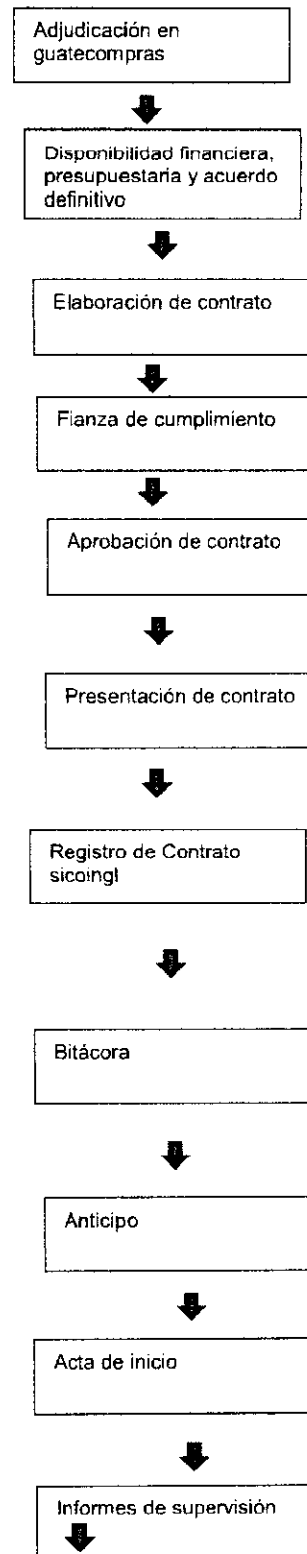 Adjudicación en
guatecompras
Disponibilidad financiera,
presupuestaria y acuerdo
definitivo
Elaboración de contrato
Fianza de cumplimiento
Aprobación de contrato
Presentación de contrato
Registro de Contrato
sicoingl
Bitácora
Anticipo
Acta de inicio
Informes de supervisión